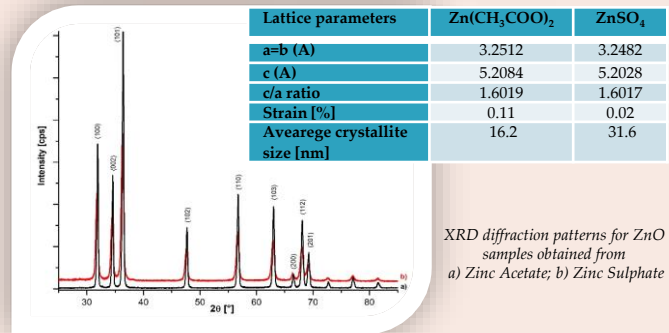 Lattice parameters Zn(CH₃COO)₂ ZnSO₄
a=b (A) 3.2512 3.2482
c (A) 5.2084 5.2028
c/a ratio 1.6019 1.6017
Strain [%] 0.11 0.02
Avearege crystallite size [nm] 16.2 31.6
Intensity [cps]
(100)
(002)
(101)
(102)
(110)
(103)
(200)
(112)
(201)
b)
a)
30 40 50 60 70 80
2θ [°]
XRD diffraction patterns for ZnO
samples obtained from
a) Zinc Acetate; b) Zinc Sulphate